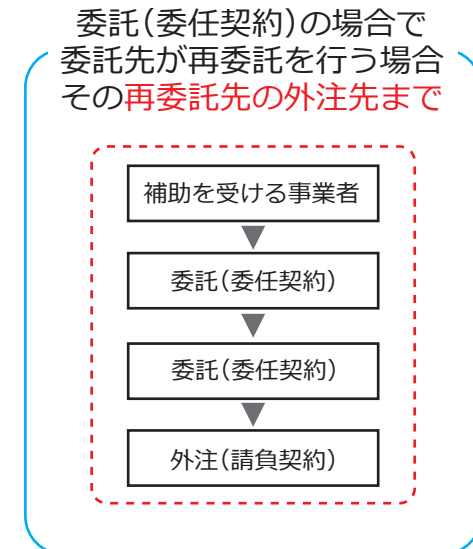 委託（委任契約）の場合で
委託先が再委託を行う場合
その再委託先の外注先まで
補助を受ける事業者
委託（委任契約）
委託（委任契約）
外注（請負契約）